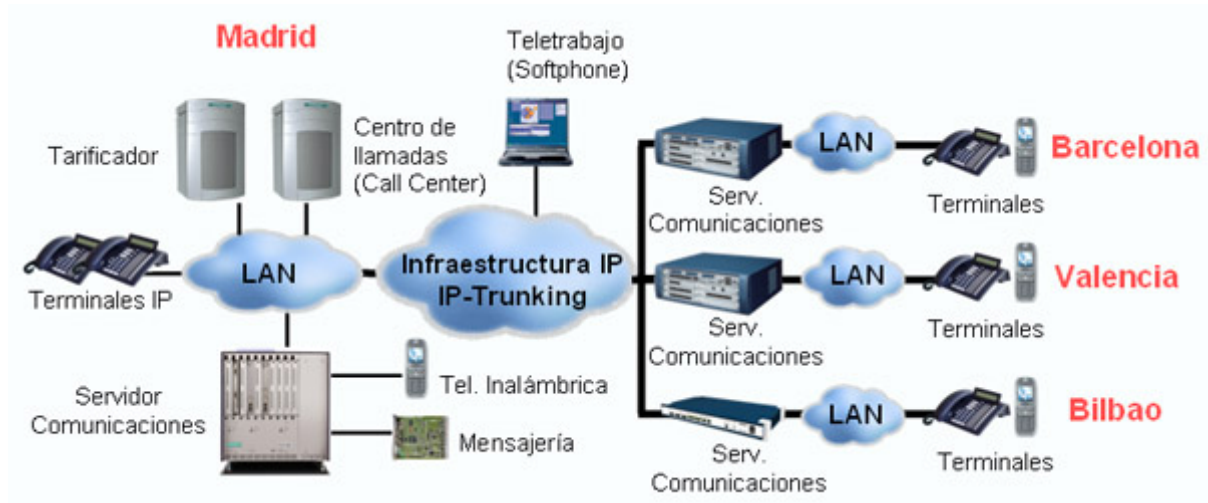 Madrid
Teletrabajo
(Softphone)
Tarificador
Centro de
llamadas
(Call Center)
Terminales IP
LAN
Servidor
Comunicaciones
Tel. Inalámbrica
Mensajería
Infraestructura IP
IP-Trunking
Serv.
Comunicaciones
LAN
Terminales
Barcelona
Serv.
Comunicaciones
LAN
Terminales
Valencia
Serv.
Comunicaciones
LAN
Terminales
Bilbao